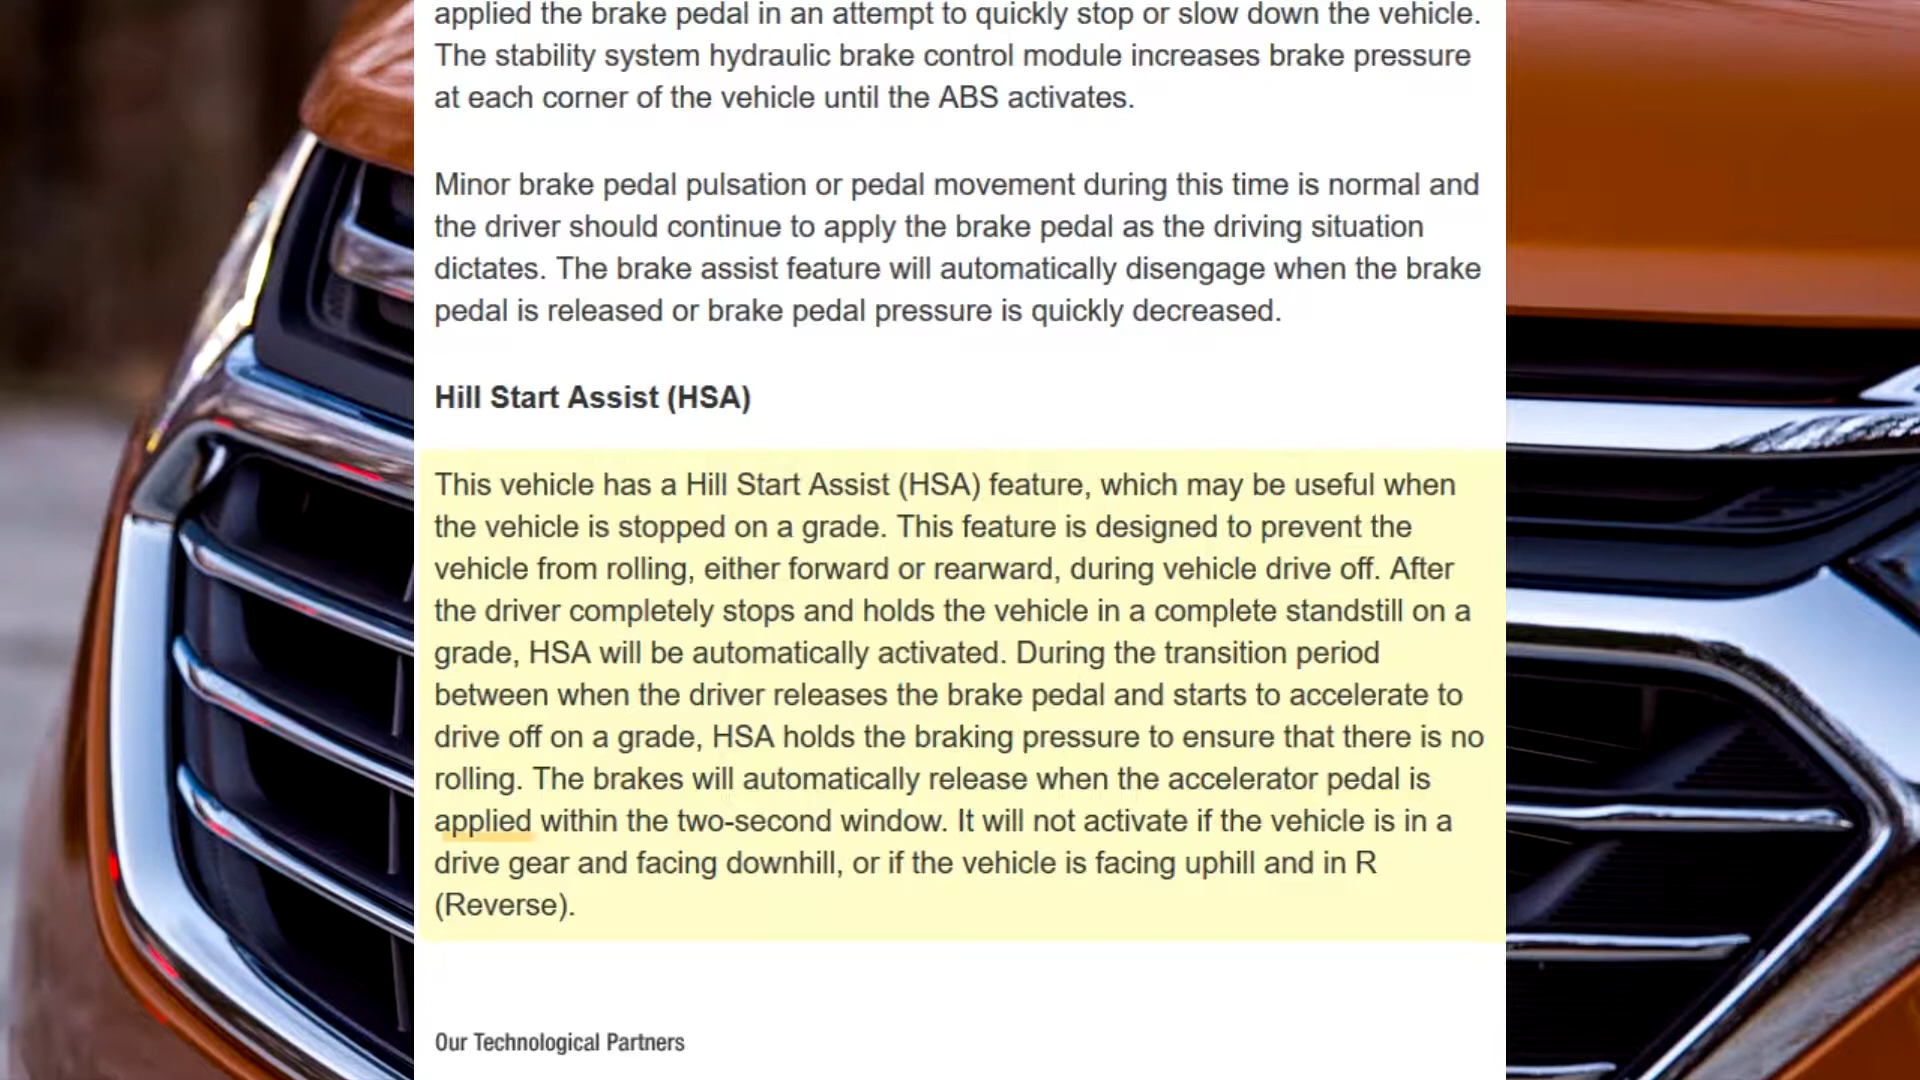 applied the brake pedal in an attempt to quickly stop or slow down the vehicle.
The stability system hydraulic brake control module increases brake pressure
at each corner of the vehicle until the ABS activates.
Minor brake pedal pulsation or pedal movement during this time is normal and
the driver should continue to apply the brake pedal as the driving situation
dictates. The brake assist feature will automatically disengage when the brake
pedal is released or brake pedal pressure is quickly decreased.
Hill Start Assist (HSA)
This vehicle has a Hill Start Assist (HSA) feature, which may be useful when
the vehicle is stopped on a grade. This feature is designed to prevent the
vehicle from rolling, either forward or rearward, during vehicle drive off. After
the driver completely stops and holds the vehicle in a complete standstill on a
grade, HSA will be automatically activated. During the transition period
between when the driver releases the brake pedal and starts to accelerate to
drive off on a grade, HSA holds the braking pressure to ensure that there is no
rolling. The brakes will automatically release when the accelerator pedal is
applied within the two-second window. It will not activate if the vehicle is in a
drive gear and facing downhill, or if the vehicle is facing uphill and in R
(Reverse).
Our Technological Partners